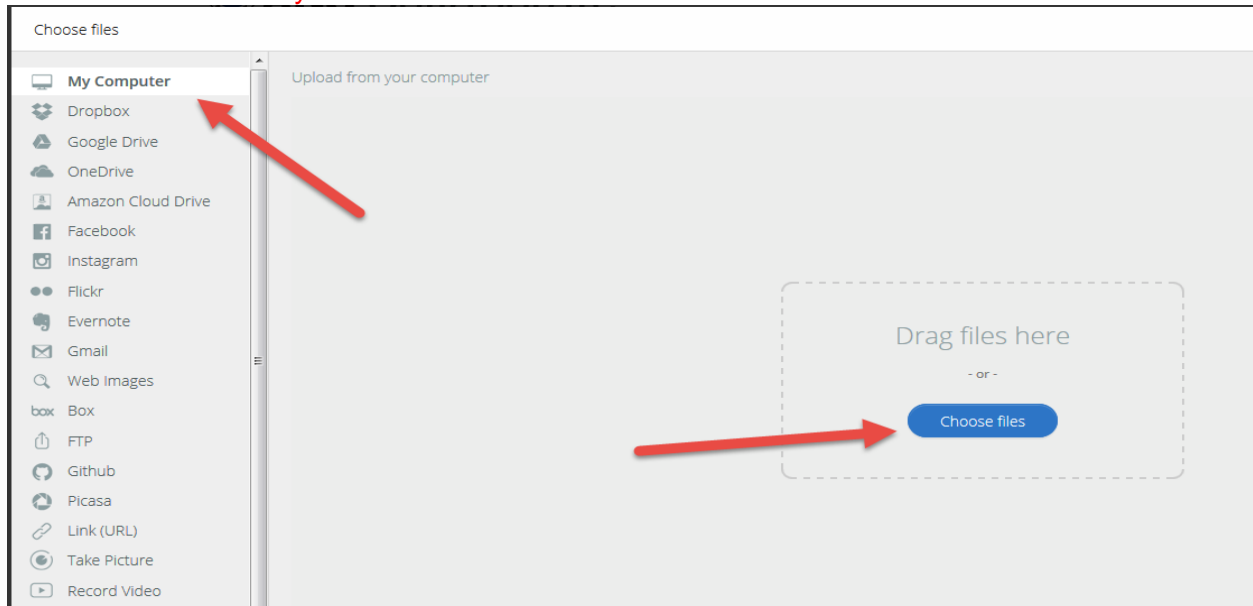 Choose files
My Computer
Upload from your computer
Dropbox
Google Drive
OneDrive
Amazon Cloud Drive
Facebook
Instagram
Flickr
Evernote
Gmail
Web Images
box Box
FTP
Github
Picasa
Link (URL)
Take Picture
Record Video
Drag files here
- or -
Choose files